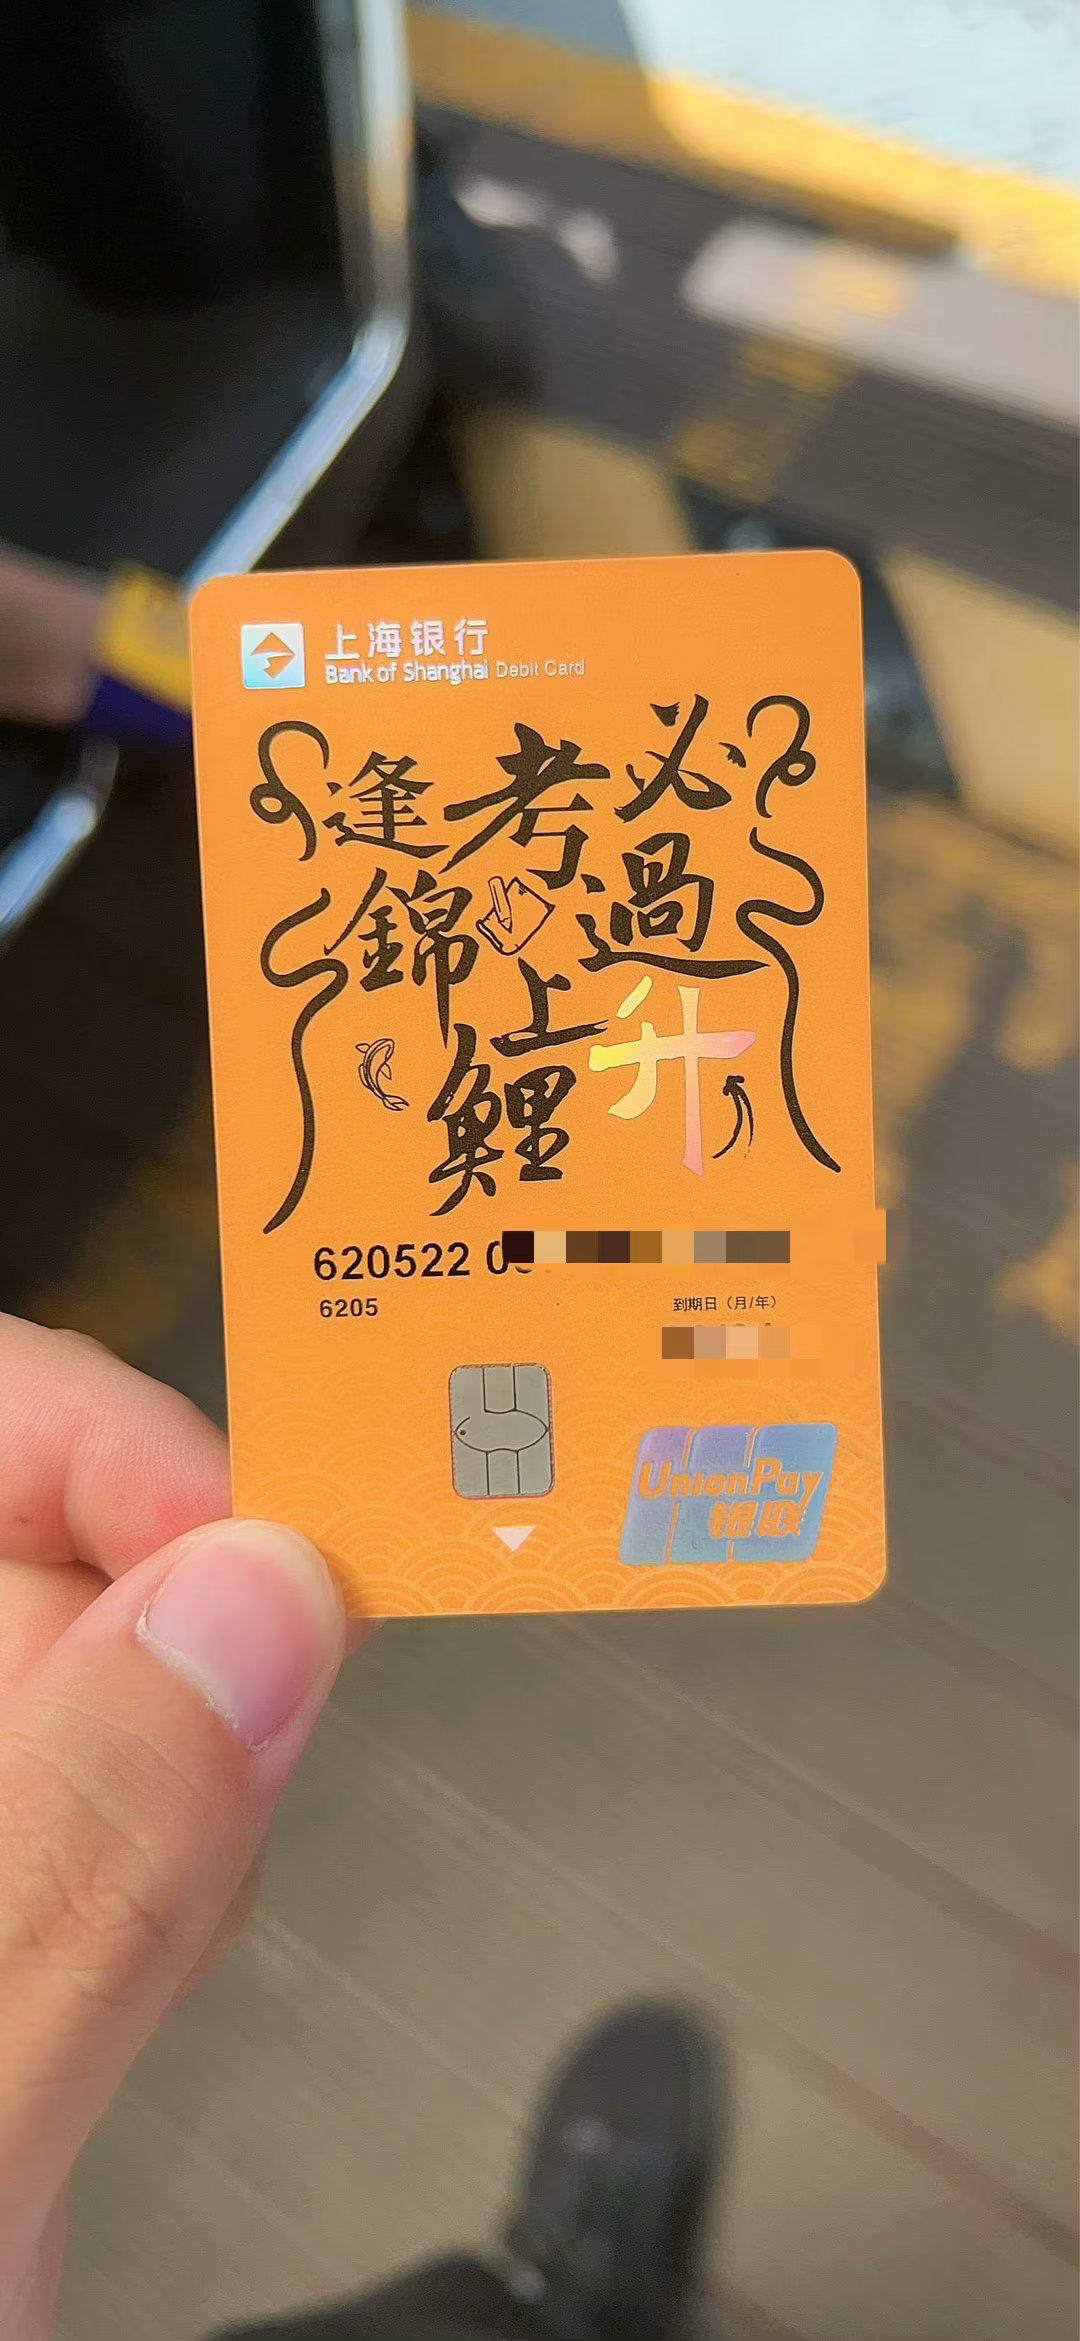 上海银行
Bank of Shanghai Debit Card
逢考必過
錦鯉上升
620522 0
6205
到期日（月/年）
UnionPay
银联